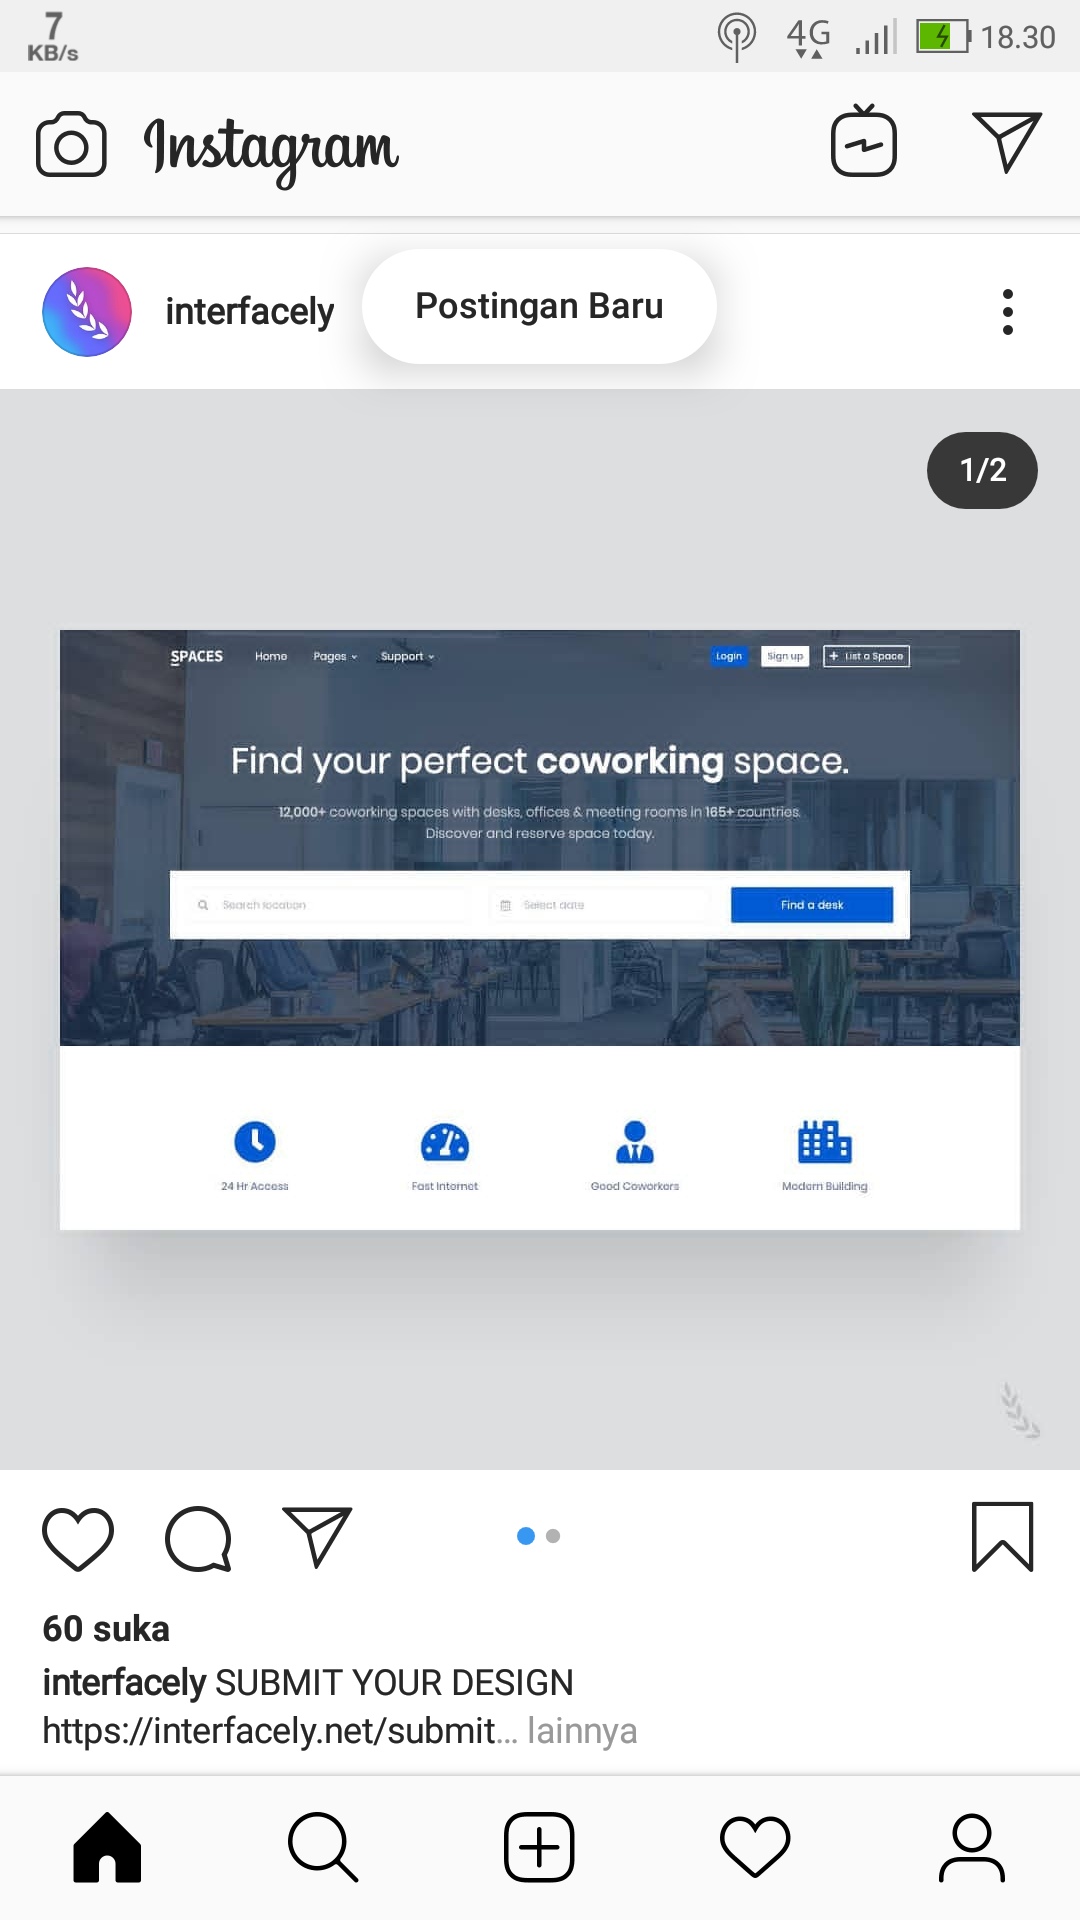 7
KB/s
4G
18.30
Instagram
interfacely
Postingan Baru
1/2
SPACES Home Pages Support Login Sign up + List a Space
Find your perfect coworking space.
12,000+ coworking spaces with desks, offices & meeting rooms in 165+ countries.
Discover and reserve space today.
Search location Select date Find a desk
24 Hr Access Fast Internet Good Coworkers Modern Building
60 suka
interfacely SUBMIT YOUR DESIGN
https://interfacely.net/submit... lainnya